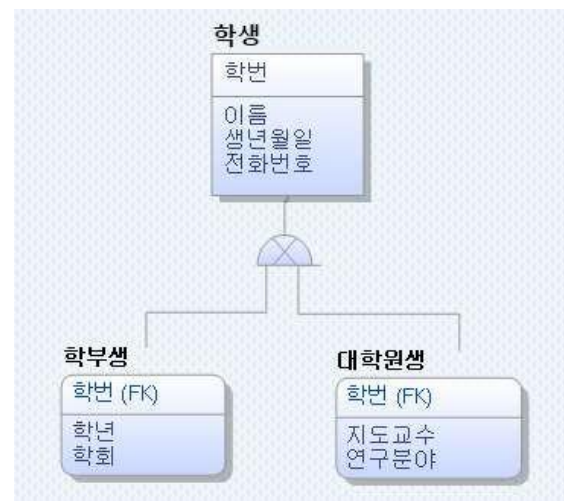 학생
학번
이름
생년월일
전화번호
학부생
학번 (FK)
학년
학회
대학원생
학번 (FK)
지도교수
연구분야